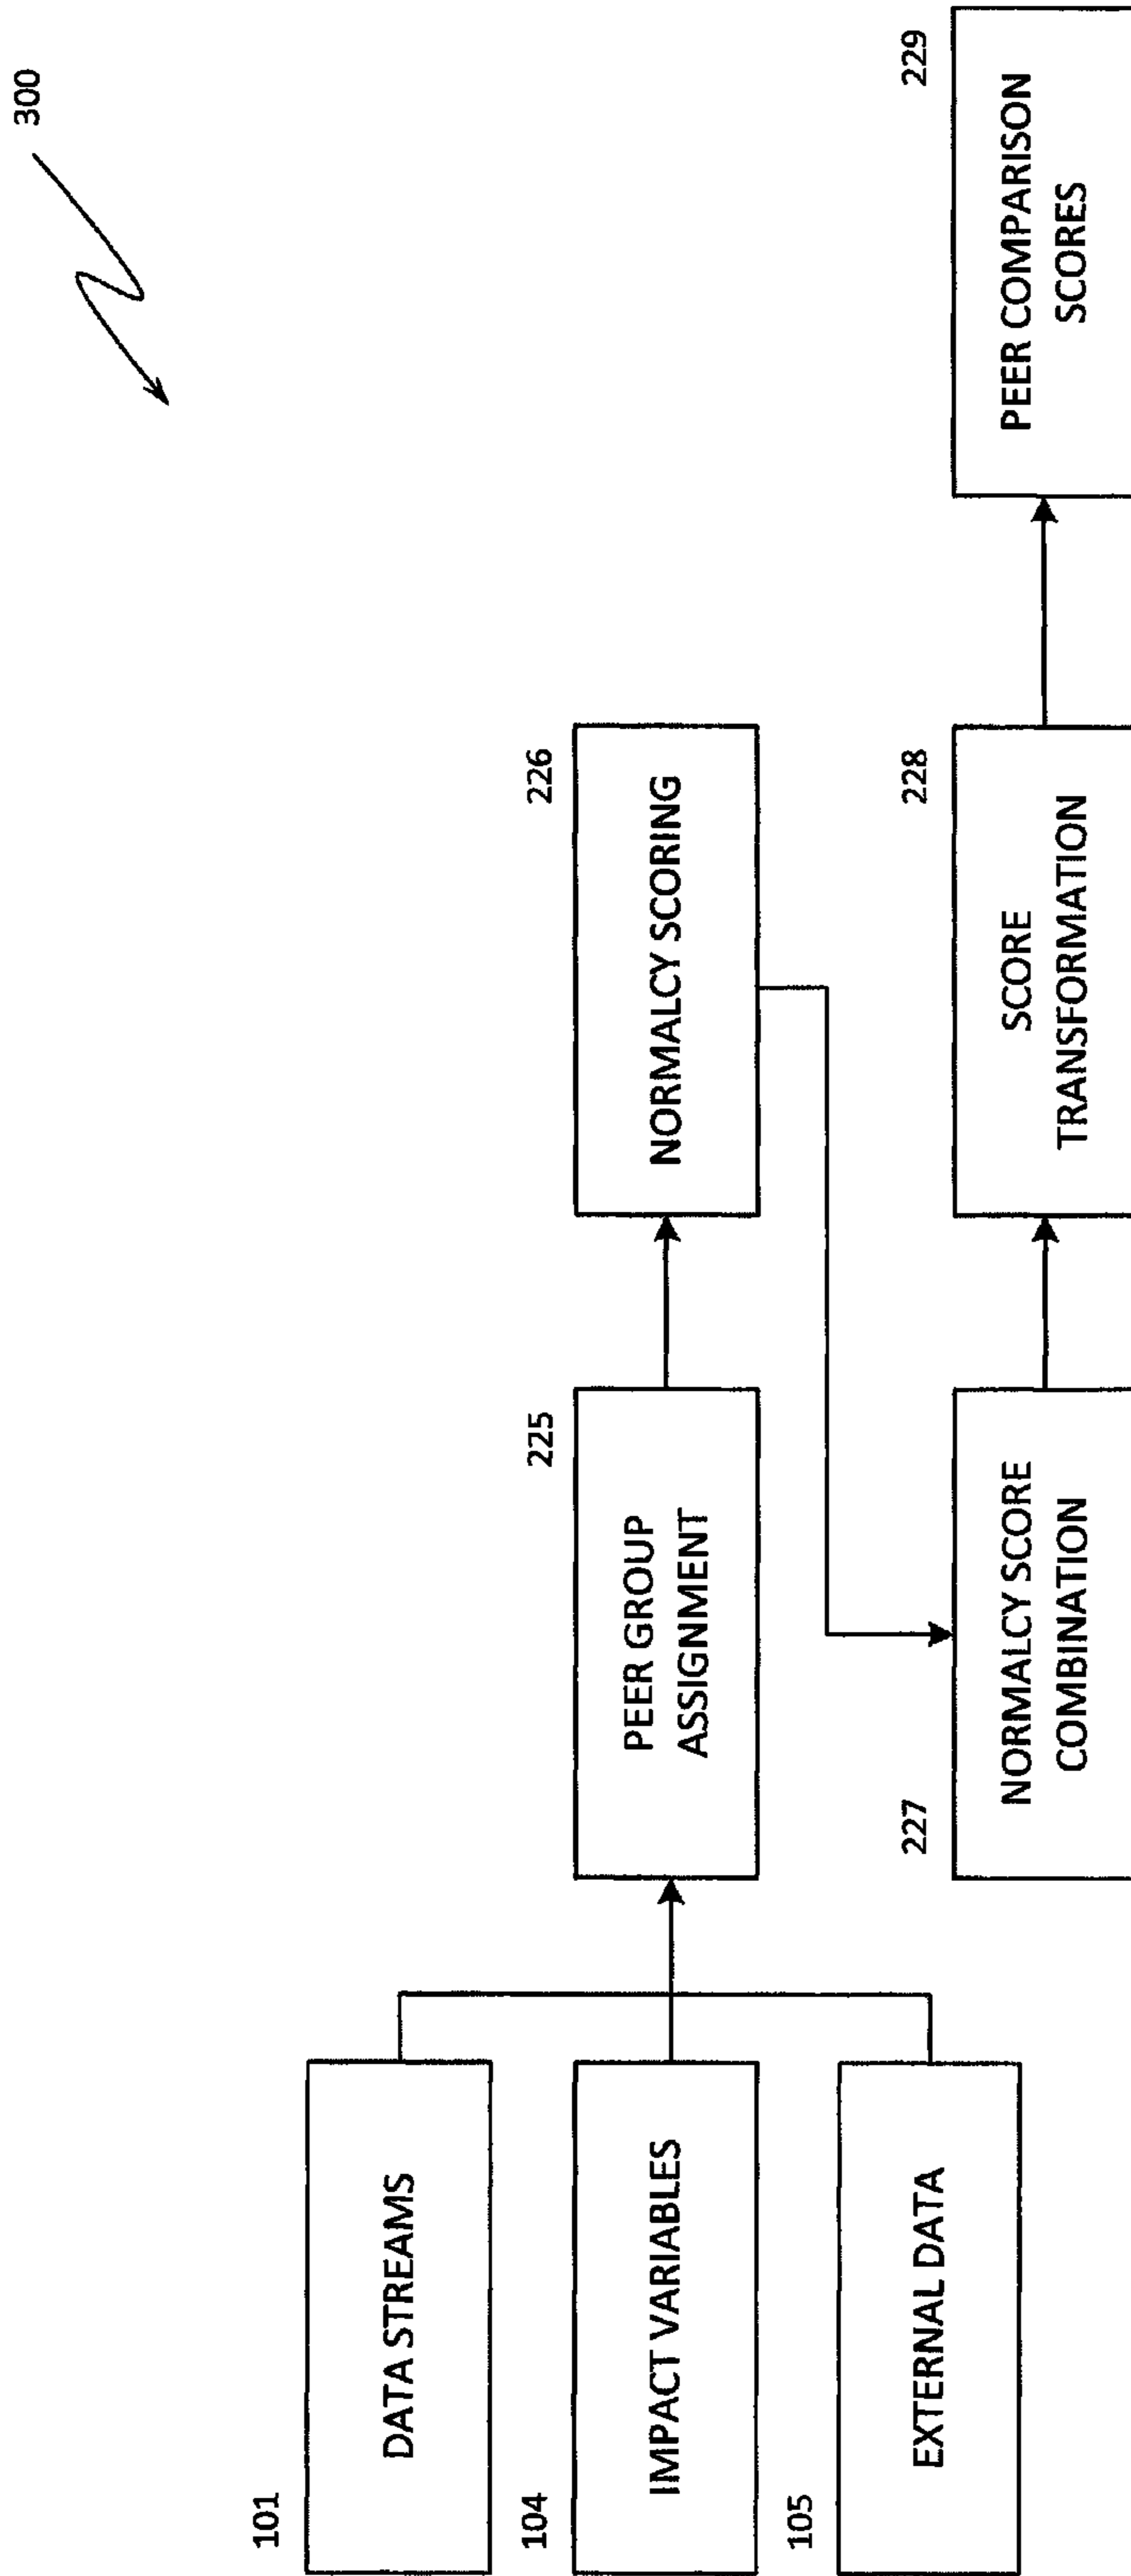 300
101
DATA STREAMS
104
IMPACT VARIABLES
105
EXTERNAL DATA
225
PEER GROUP
ASSIGNMENT
226
NORMALCY SCORING
227
NORMALCY SCORE
COMBINATION
228
SCORE
TRANSFORMATION
229
PEER COMPARISON
SCORES